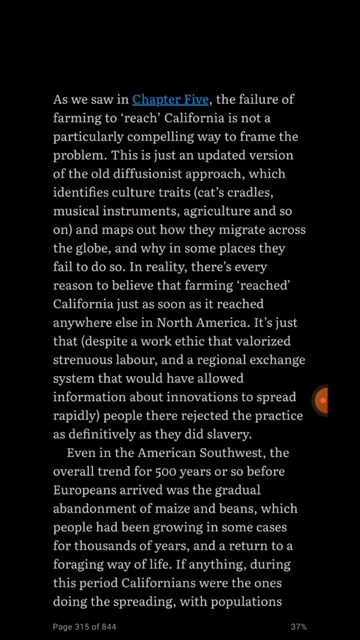 As we saw in Chapter Five, the failure of
farming to ‘reach’ California is not a
particularly compelling way to frame the
problem. This is just an updated version
of the old diffusionist approach, which
identifies culture traits (cat’s cradles,
musical instruments, agriculture and so
on) and maps out how they migrate across
the globe, and why in some places they
fail to do so. In reality, there’s every
reason to believe that farming ‘reached’
California just as soon as it reached
anywhere else in North America. It’s just
that (despite a work ethic that valorized
strenuous labour, and a regional exchange
system that would have allowed
information about innovations to spread
rapidly) people there rejected the practice
as definitively as they did slavery.
Even in the American Southwest, the
overall trend for 500 years or so before
Europeans arrived was the gradual
abandonment of maize and beans, which
people had been growing in some cases
for thousands of years, and a return to a
foraging way of life. If anything, during
this period Californians were the ones
doing the spreading, with populations
Page 315 of 844 37%